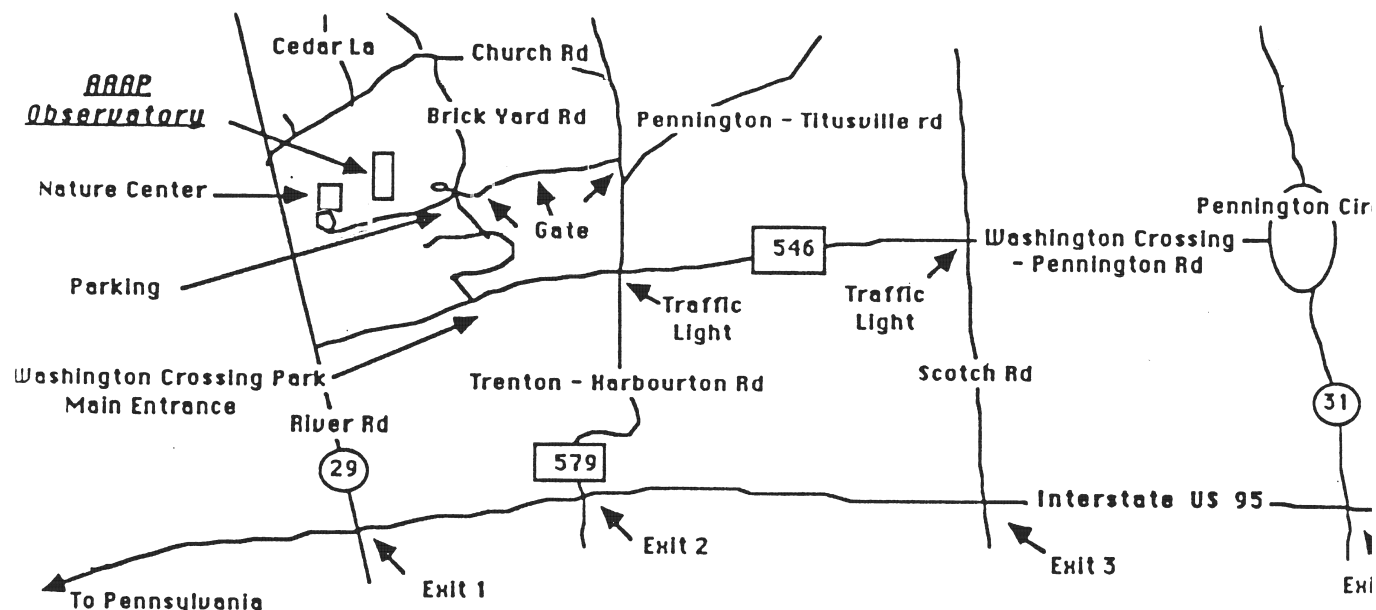 Cedar La
Church Rd
AAAP
Observatory
Brick Yard Rd
Pennington - Titusville rd
Nature Center
Gate
Pennington Circ
546
Washington Crossing
- Pennington Rd
Parking
Traffic
Light
Traffic
Light
Washington Crossing Park
Main Entrance
Trenton - Harbourton Rd
Scotch Rd
River Rd
31
29
579
Interstate US 95
Exit 2
Exit 3
Exit 1
Exi
To Pennsylvania